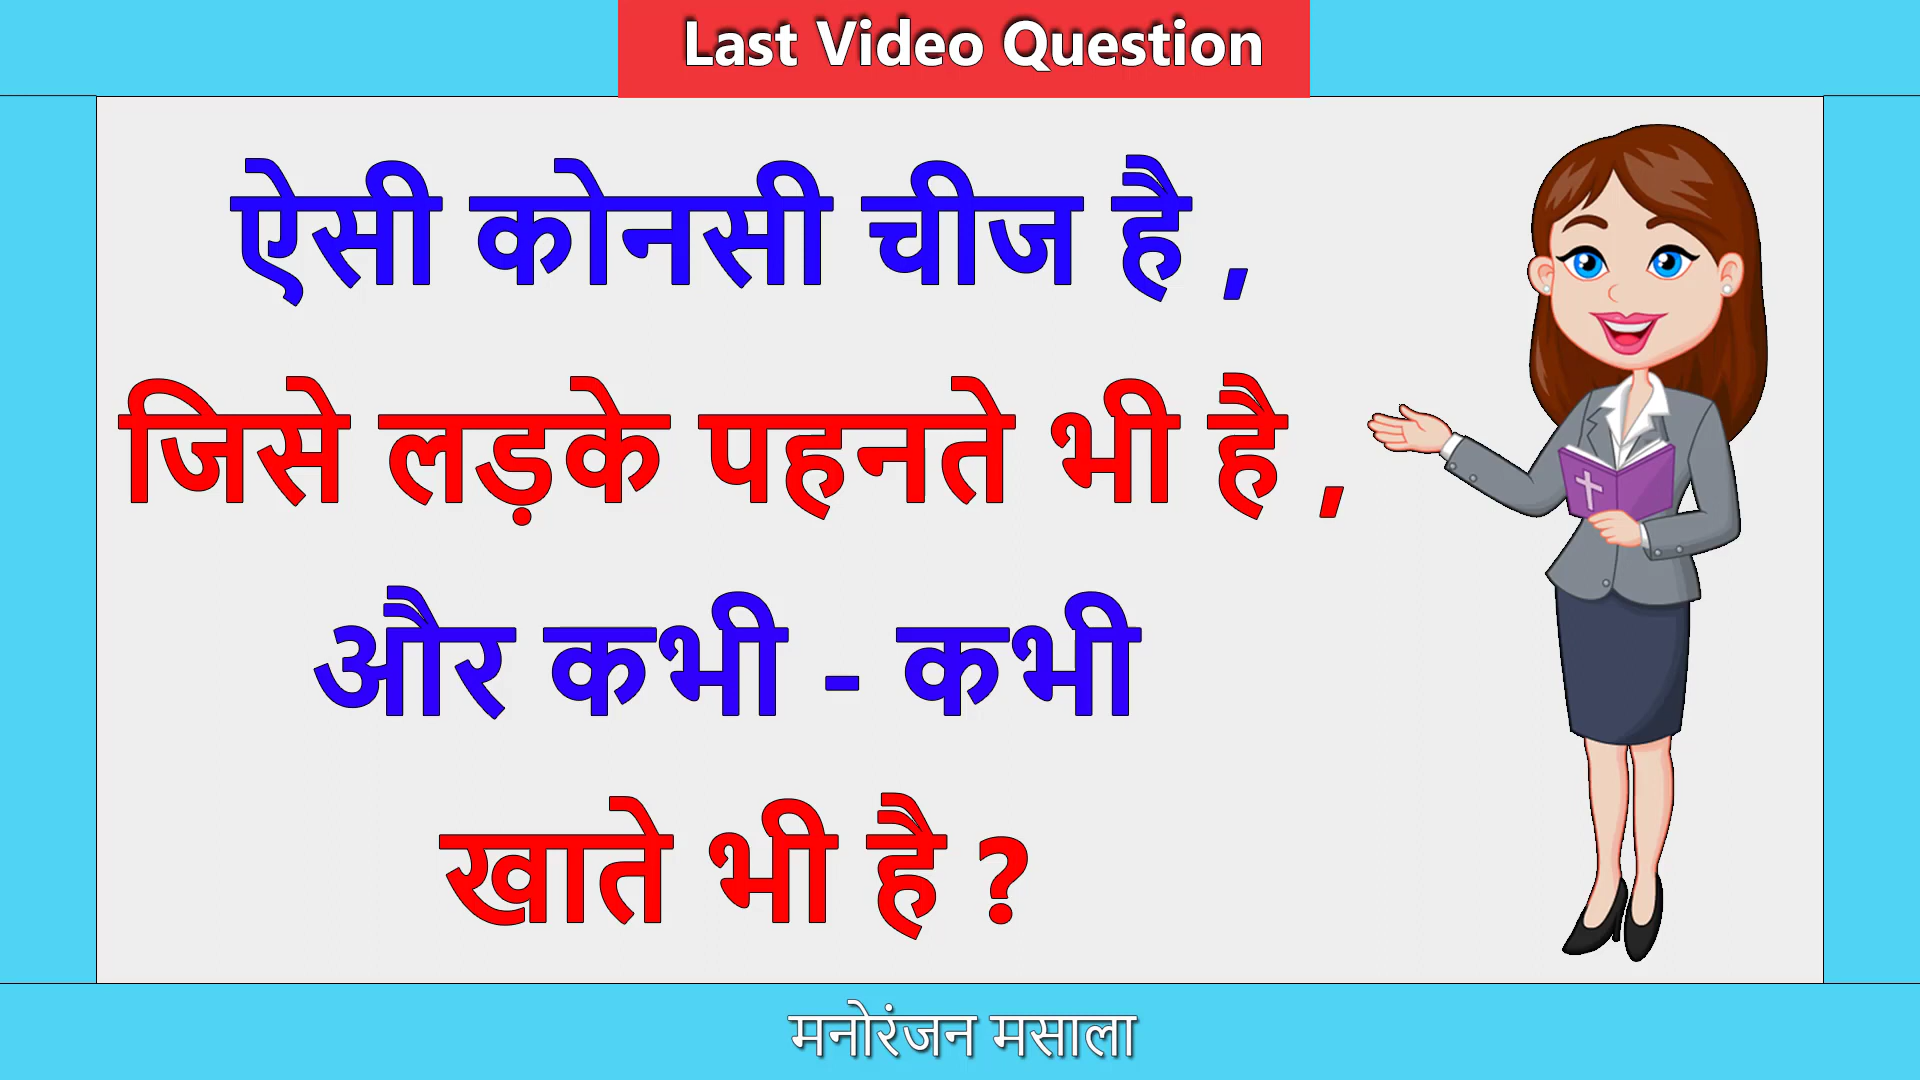 Last Video Question
ऐसी कोनसी चीज है ,
जिसे लड़के पहनते भी है ,
और कभी - कभी
खाते भी है ?
मनोरंजन मसाला